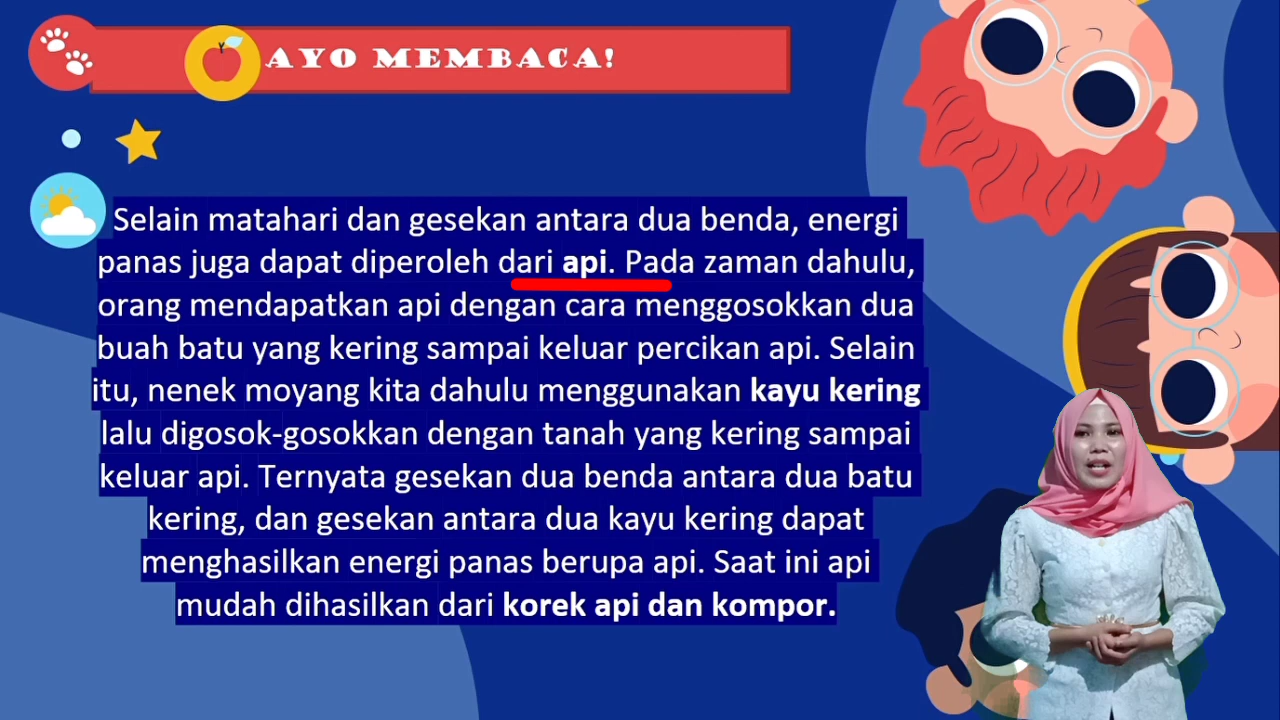 AYO MEMBACA!
Selain matahari dan gesekan antara dua benda, energi
panas juga dapat diperoleh dari api. Pada zaman dahulu,
orang mendapatkan api dengan cara menggosokkan dua
buah batu yang kering sampai keluar percikan api. Selain
itu, nenek moyang kita dahulu menggunakan kayu kering
lalu digosok-gosokkan dengan tanah yang kering sampai
keluar api. Ternyata gesekan dua benda antara dua batu
kering, dan gesekan antara dua kayu kering dapat
menghasilkan energi panas berupa api. Saat ini api
mudah dihasilkan dari korek api dan kompor.